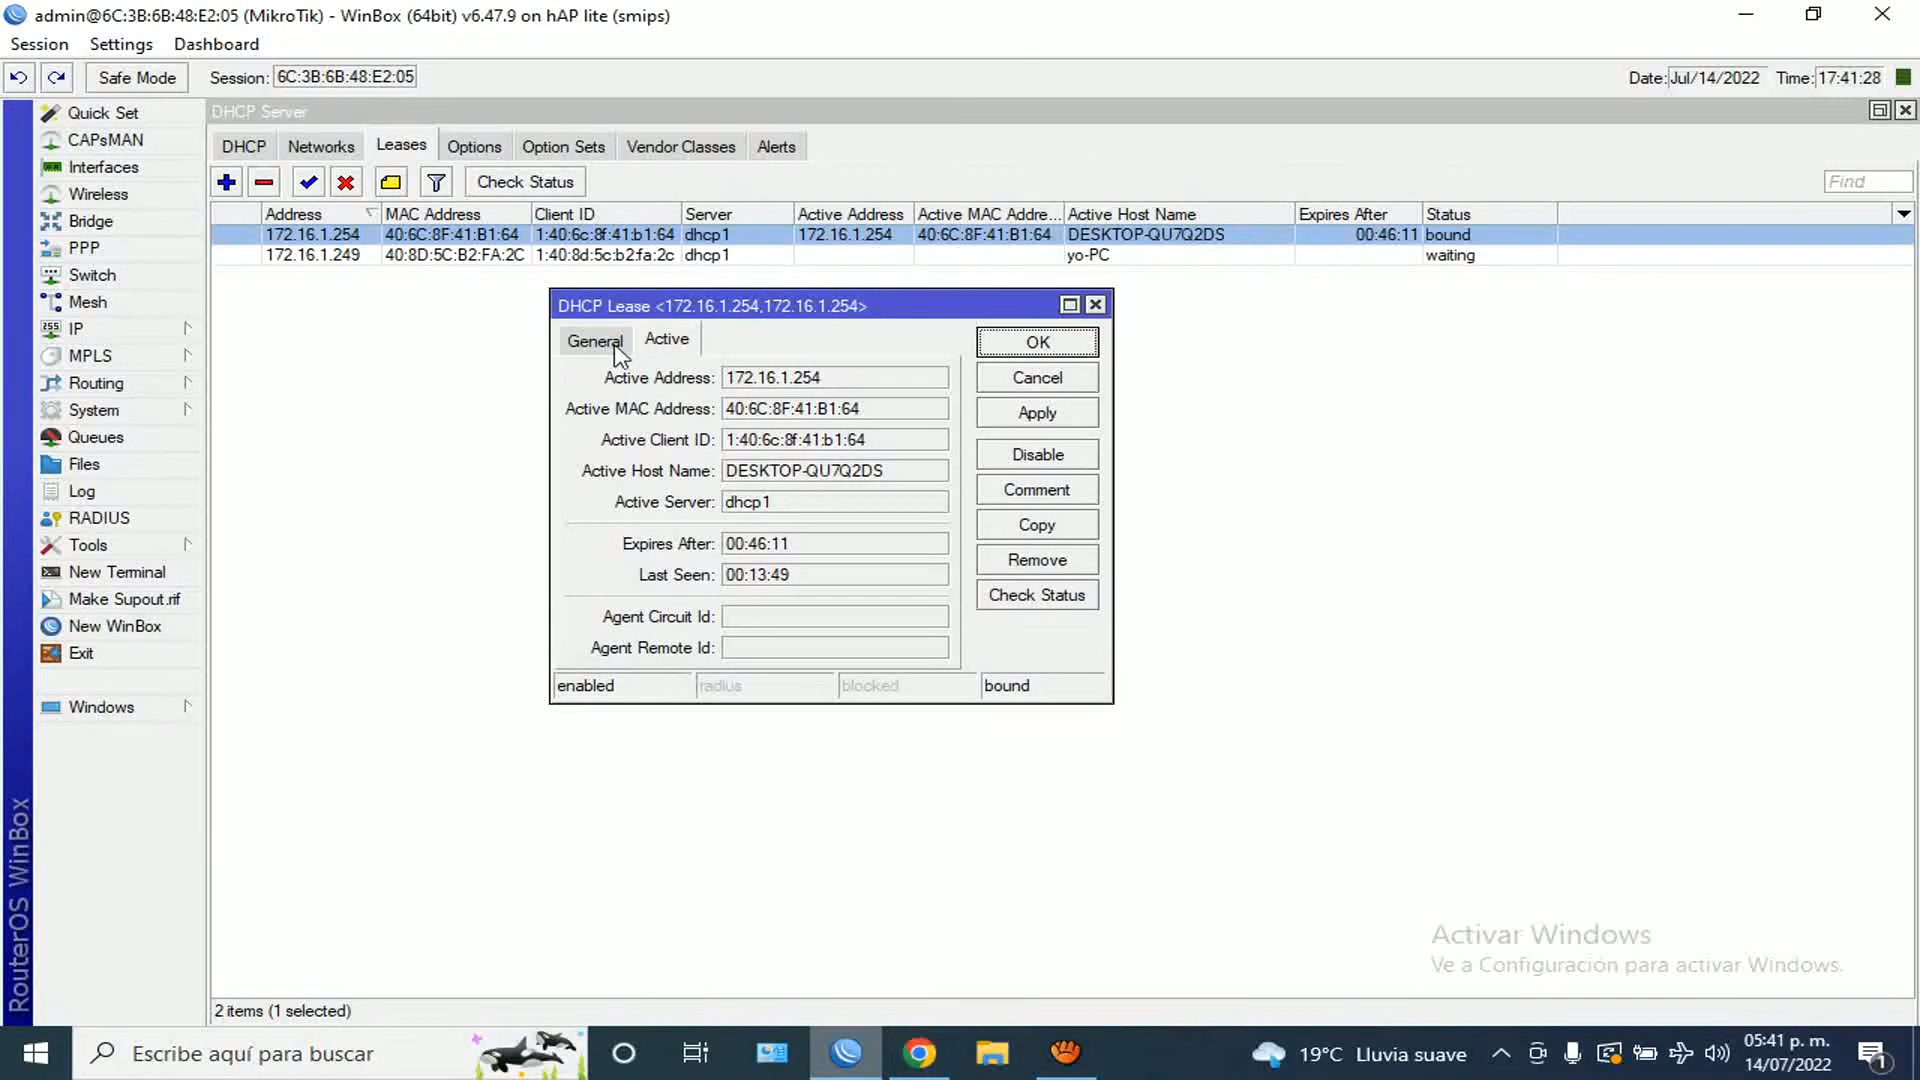 admin@6C:3B:6B:48:E2:05 (MikroTik) - WinBox (64bit) v6.47.9 on hAP lite (smips)
Session Settings Dashboard
Safe Mode Session: 6C:3B:6B:48:E2:05 Date: Jul/14/2022 Time: 17:41:28
Quick Set
CAPsMAN
Interfaces
Wireless
Bridge
PPP
Switch
Mesh
IP
MPLS
Routing
System
Queues
Files
Log
RADIUS
Tools
New Terminal
Make Supout.rif
New WinBox
Exit
Windows
RouterOS WinBox
DHCP Server
DHCP Networks Leases Options Option Sets Vendor Classes Alerts
Check Status Find
Address MAC Address Client ID Server Active Address Active MAC Addre... Active Host Name Expires After Status
172.16.1.254 40:6C:8F:41:B1:64 1:40:6c:8f:41:b1:64 dhcp1 172.16.1.254 40:6C:8F:41:B1:64 DESKTOP-QU7Q2DS 00:46:11 bound
172.16.1.249 40:8D:5C:B2:FA:2C 1:40:8d:5c:b2:fa:2c dhcp1 yo-PC waiting
DHCP Lease <172.16.1.254,172.16.1.254>
General Active
Active Address: 172.16.1.254
Active MAC Address: 40:6C:8F:41:B1:64
Active Client ID: 1:40:6c:8f:41:b1:64
Active Host Name: DESKTOP-QU7Q2DS
Active Server: dhcp1
Expires After: 00:46:11
Last Seen: 00:13:49
Agent Circuit Id:
Agent Remote Id:
OK
Cancel
Apply
Disable
Comment
Copy
Remove
Check Status
enabled radius blocked bound
Activar Windows
Ve a Configuración para activar Windows.
2 items (1 selected)
Escribe aquí para buscar
19°C Lluvia suave
05:41 p. m.
14/07/2022
1